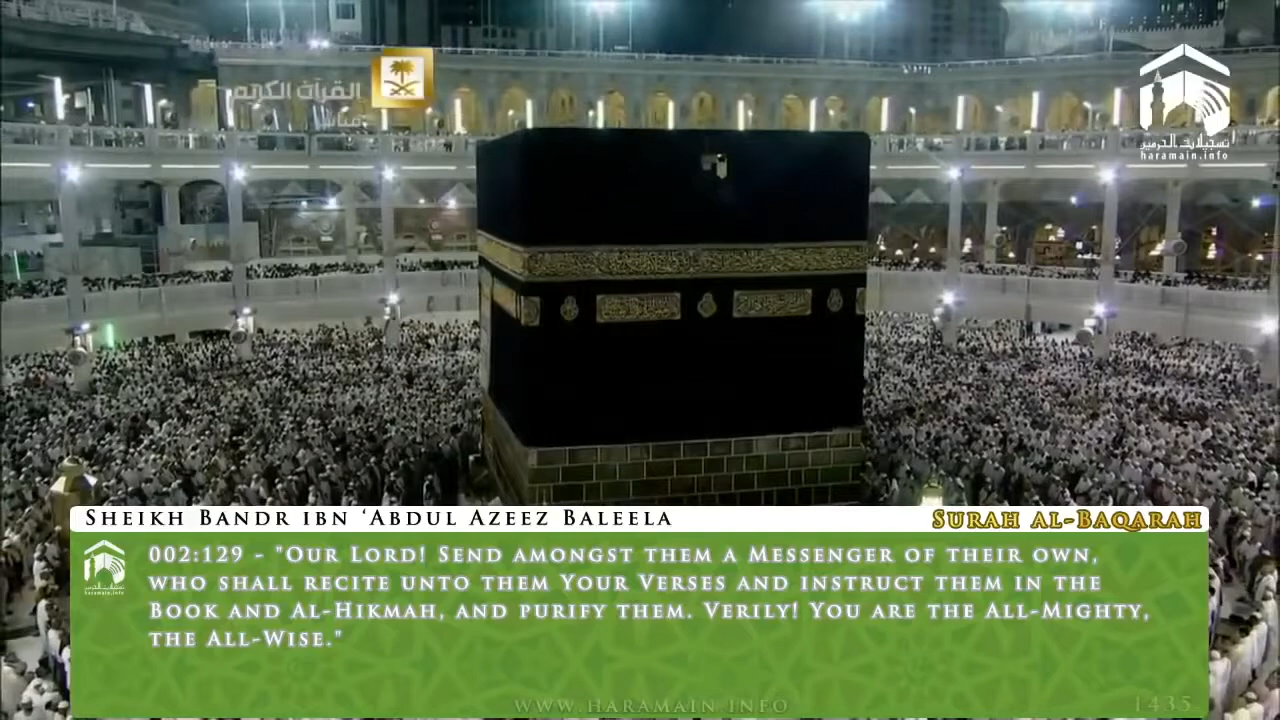 القرآن الكريم
تسجيلات الحرمين
haramain.info
Sheikh Bandr ibn ‘Abdul Azeez Baleela
Surah al-Baqarah
002:129 - "Our Lord! Send amongst them a Messenger of their own,
who shall recite unto them Your Verses and instruct them in the
Book and Al-Hikmah, and purify them. Verily! You are the All-Mighty,
the All-Wise."
haramain.info
www.haramain.info
1435